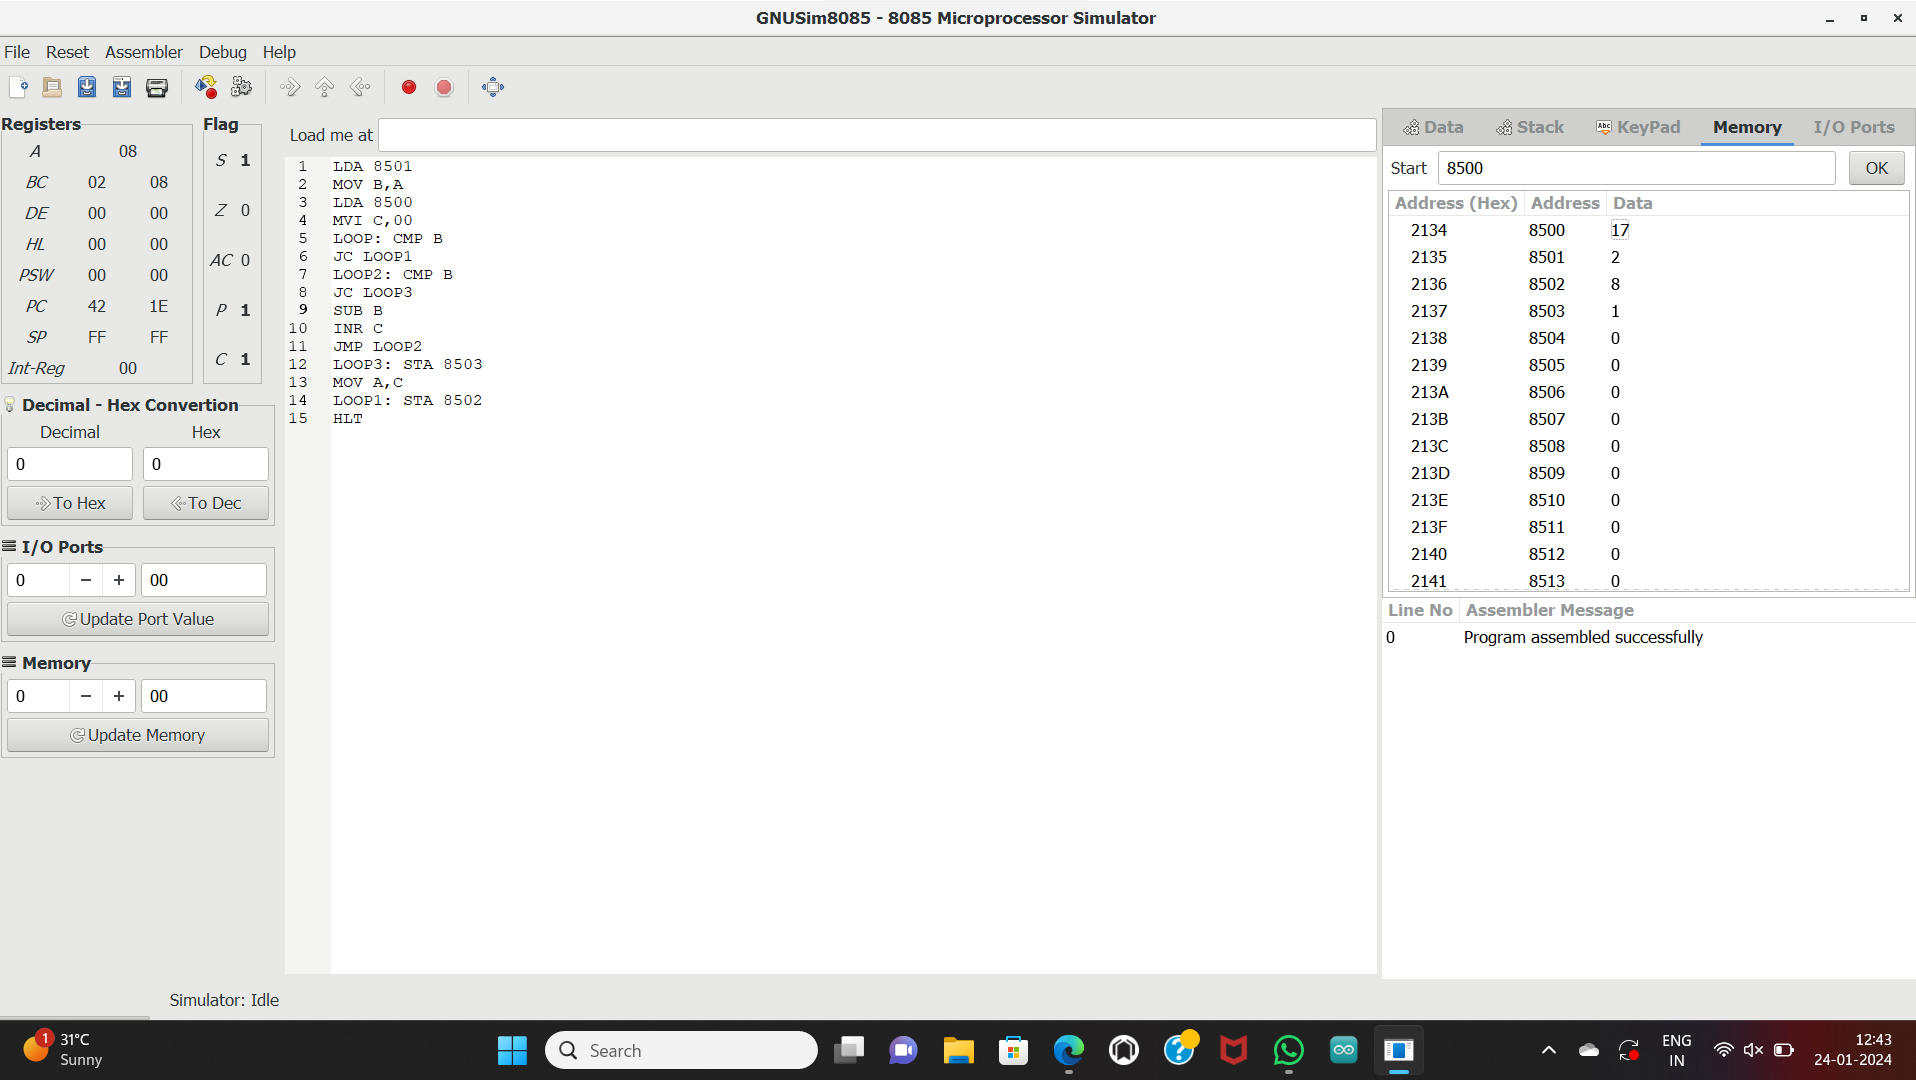 GNUSim8085 - 8085 Microprocessor Simulator
File Reset Assembler Debug Help
Registers
A 08
BC 02 08
DE 00 00
HL 00 00
PSW 00 00
PC 42 1E
SP FF FF
Int-Reg 00
Flag
S 1
Z 0
AC 0
P 1
C 1
Decimal - Hex Convertion
Decimal Hex
0 0
To Hex To Dec
I/O Ports
0 − + 00
Update Port Value
Memory
0 − + 00
Update Memory
Load me at
1 LDA 8501
2 MOV B,A
3 LDA 8500
4 MVI C,00
5 LOOP: CMP B
6 JC LOOP1
7 LOOP2: CMP B
8 JC LOOP3
9 SUB B
10 INR C
11 JMP LOOP2
12 LOOP3: STA 8503
13 MOV A,C
14 LOOP1: STA 8502
15 HLT
Data Stack Abc KeyPad Memory I/O Ports
Start 8500 OK
Address (Hex) Address Data
2134 8500 17
2135 8501 2
2136 8502 8
2137 8503 1
2138 8504 0
2139 8505 0
213A 8506 0
213B 8507 0
213C 8508 0
213D 8509 0
213E 8510 0
213F 8511 0
2140 8512 0
2141 8513 0
Line No Assembler Message
0 Program assembled successfully
Simulator: Idle
1
31°C
Sunny
Search
ENG
IN
12:43
24-01-2024